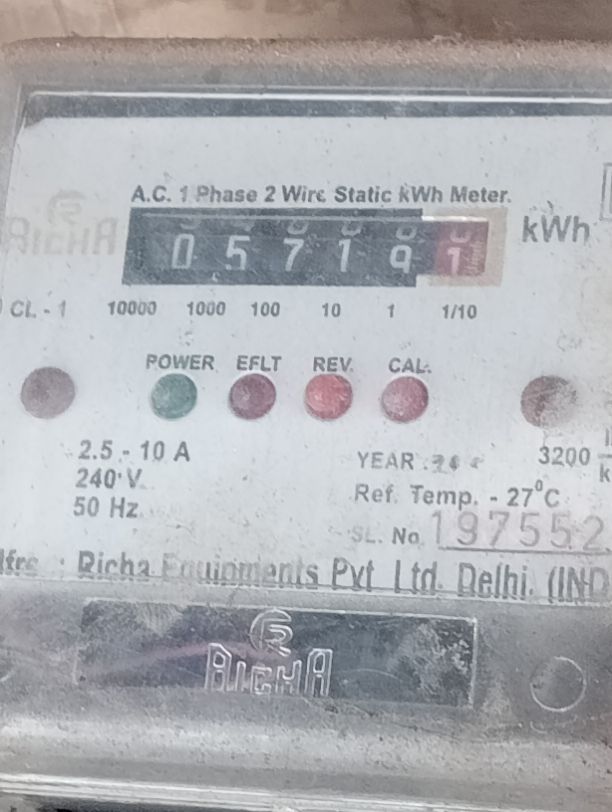 A.C. 1 Phase 2 Wire Static kWh Meter.
RICHA
0 5 7 1 9 1 kWh
CL - 1 10000 1000 100 10 1 1/10
POWER EFLT REV. CAL.
2.5 - 10 A
240 V
50 Hz
YEAR
3200
Ref. Temp. - 27°C
SL. No. 197552
Richa Equipments Pvt. Ltd. Delhi. (IND
RICHA